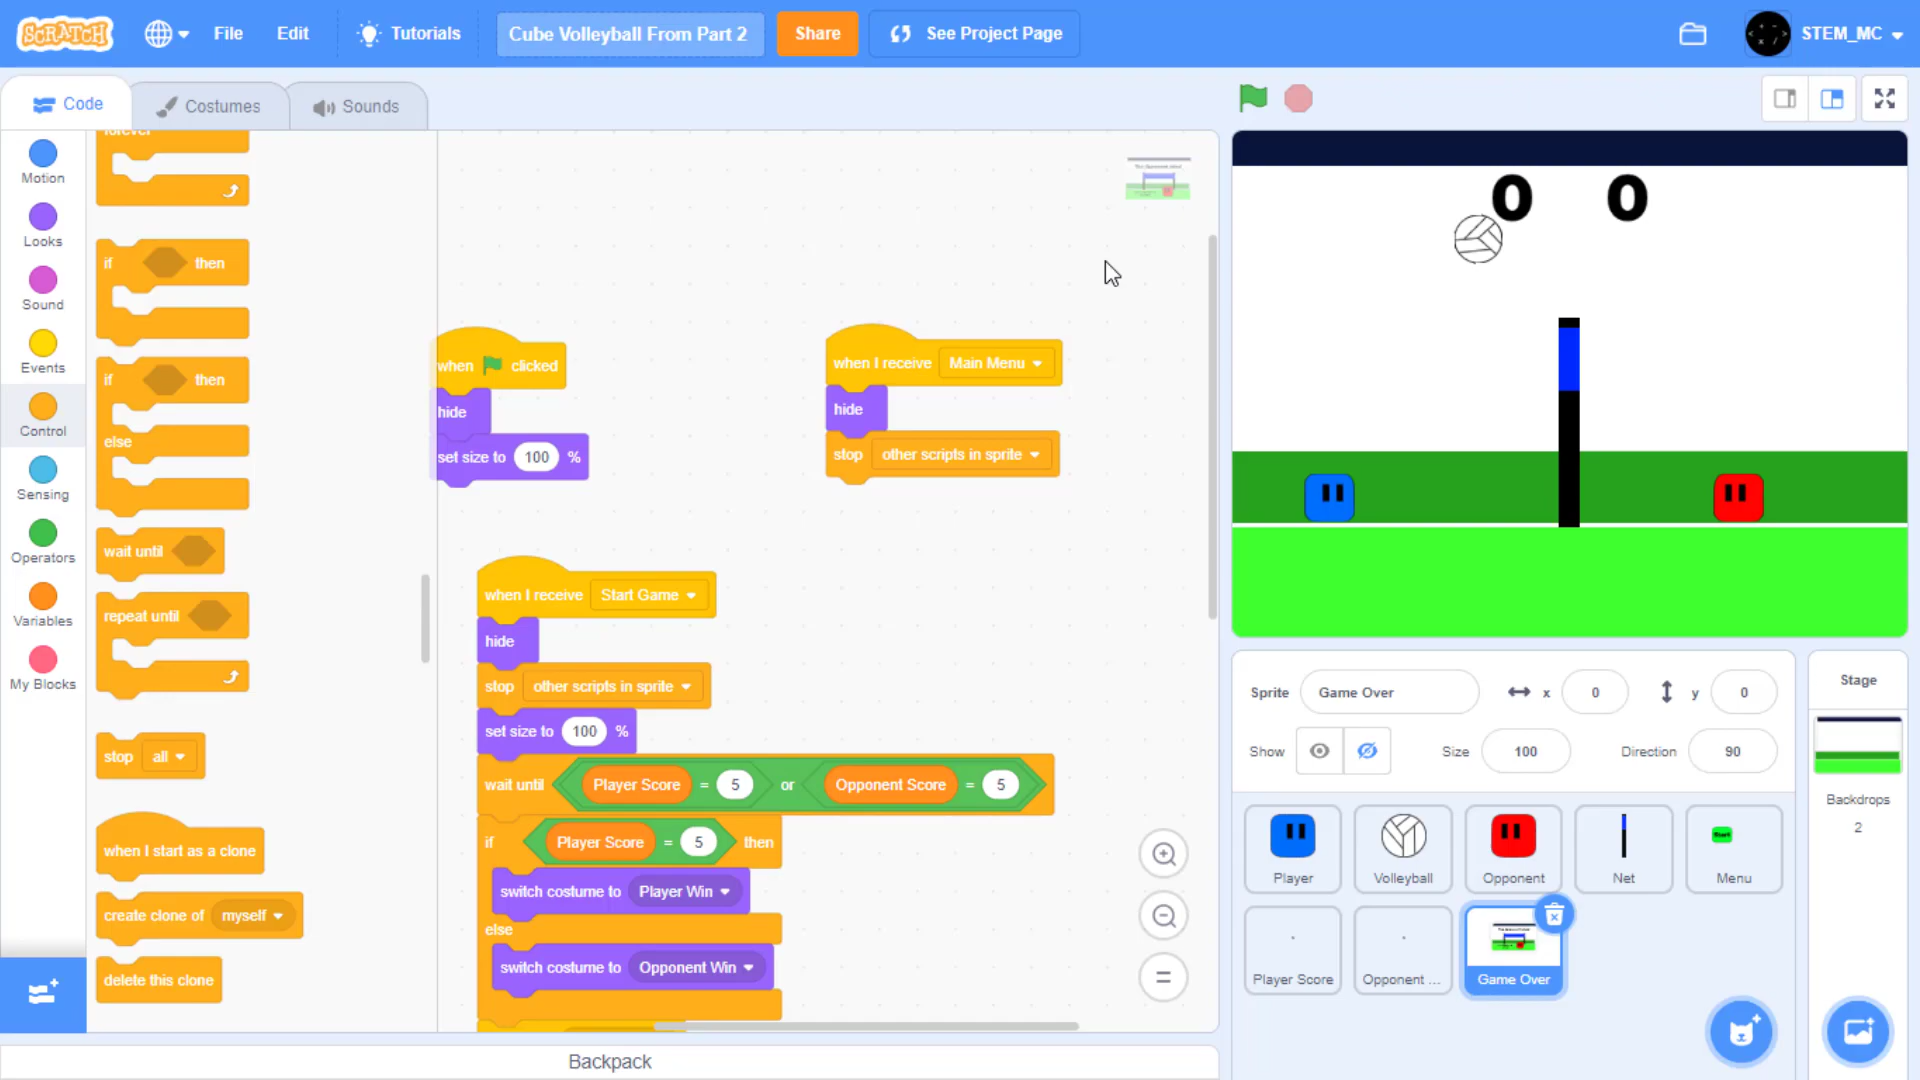 SCRATCH File Edit Tutorials Cube Volleyball From Part 2 Share See Project Page STEM_MC
Code Costumes Sounds
Motion
Looks
Sound
Events
Control
Sensing
Operators
Variables
My Blocks
forever
if then
if then
else
wait until
repeat until
stop all
when I start as a clone
create clone of myself
delete this clone
when clicked
hide
set size to 100 %
when I receive Main Menu
hide
stop other scripts in sprite
when I receive Start Game
hide
stop other scripts in sprite
set size to 100 %
wait until Player Score = 5 or Opponent Score = 5
if Player Score = 5 then
switch costume to Player Win
else
switch costume to Opponent Win
Backpack
0 0
Sprite Game Over x 0 y 0
Show Size 100 Direction 90
Player Volleyball Opponent Net Menu
Player Score Opponent ... Game Over
Stage
Backdrops
2